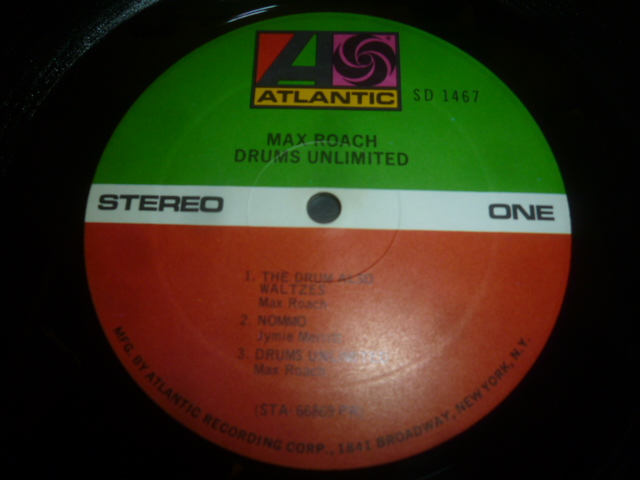 ATLANTIC
SD 1467
MAX ROACH
DRUMS UNLIMITED
STEREO
ONE
1. THE DRUM ALSO
WALTZES
Max Roach
2. NOMMO
Jymie Merritt
3. DRUMS UNLIMITED
Max Roach
(STA
MFG. BY ATLANTIC RECORDING CORP., 1841 BROADWAY, NEW YORK, N.Y.